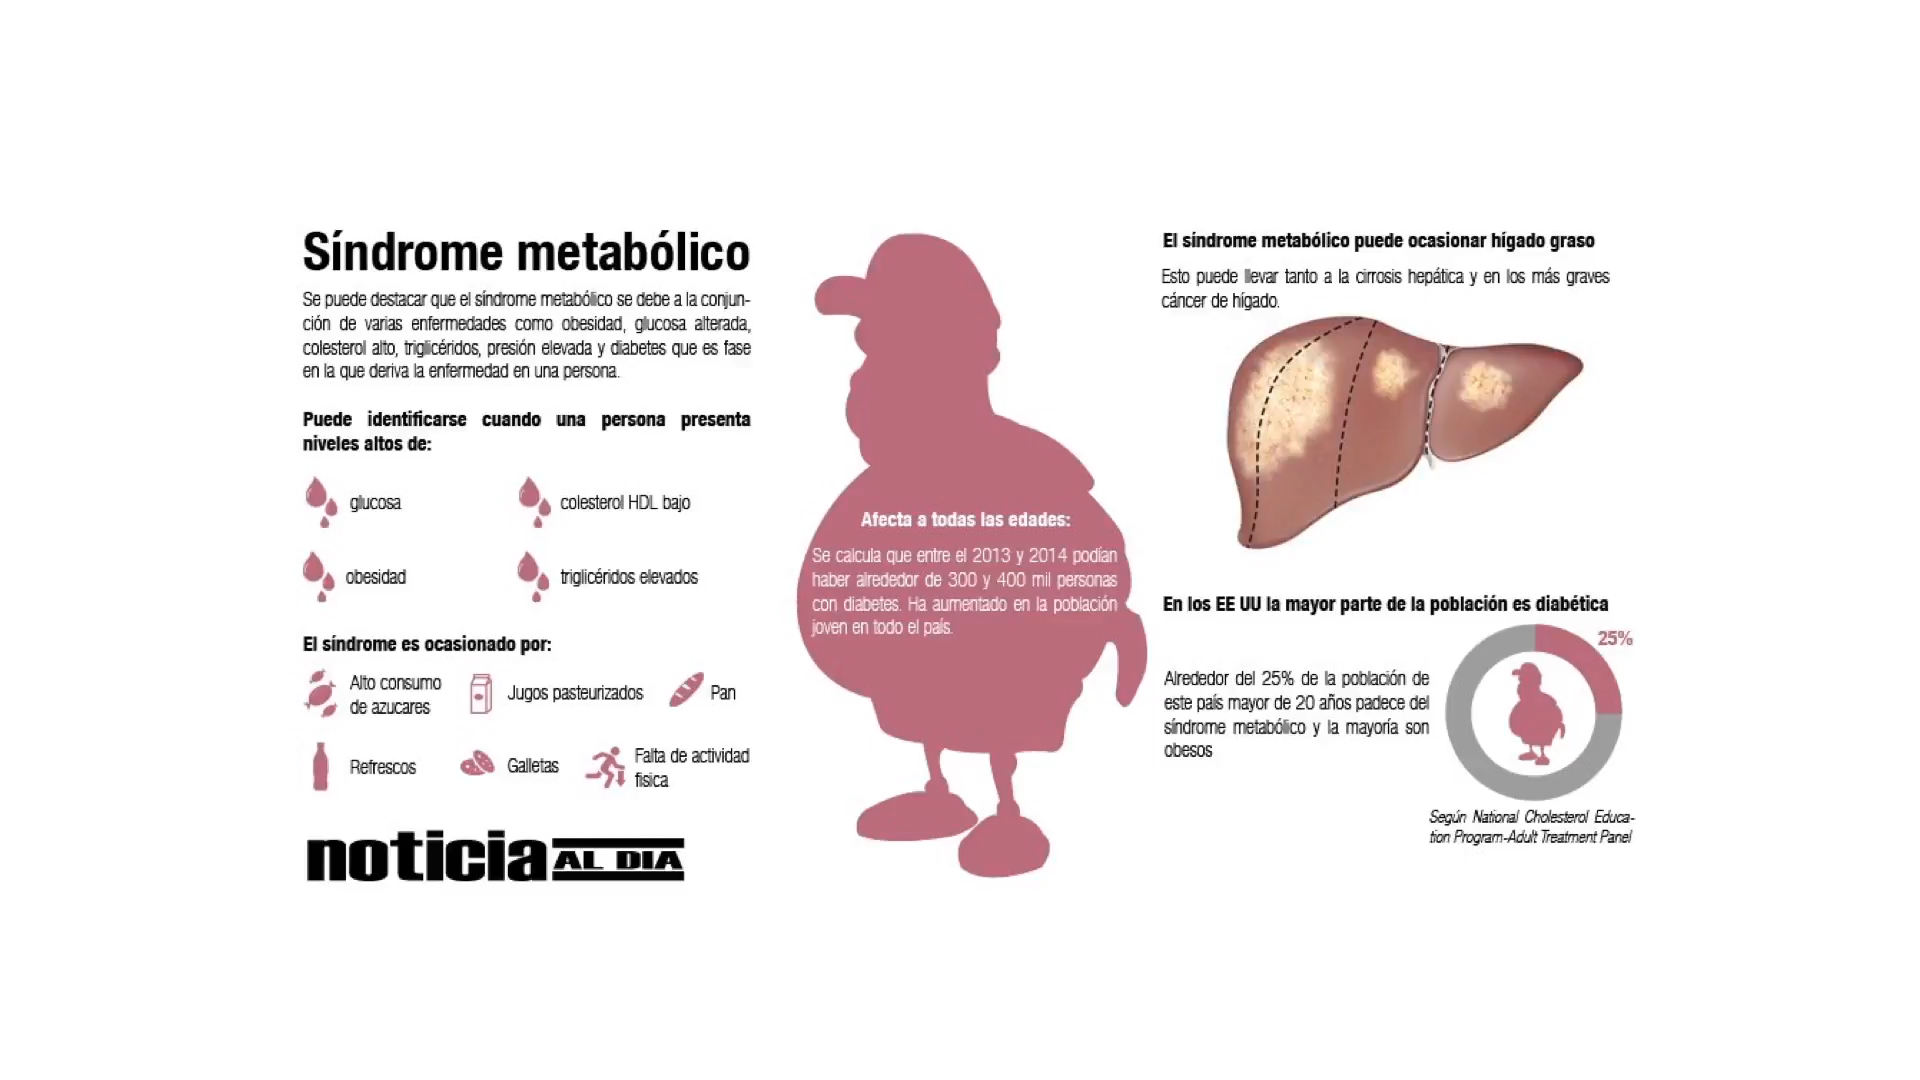 Síndrome metabólico
Se puede destacar que el síndrome metabólico se debe a la conjun-
ción de varias enfermedades como obesidad, glucosa alterada,
colesterol alto, triglicéridos, presión elevada y diabetes que es fase
en la que deriva la enfermedad en una persona.
Puede identificarse cuando una persona presenta
niveles altos de:
glucosa
colesterol HDL bajo
obesidad
triglicéridos elevados
El síndrome es ocasionado por:
Alto consumo
de azucares
Jugos pasteurizados
Pan
Refrescos
Galletas
Falta de actividad
fisica
noticia AL DIA
Afecta a todas las edades:
Se calcula que entre el 2013 y 2014 podían
haber alrededor de 300 y 400 mil personas
con diabetes. Ha aumentado en la población
joven en todo el país.
El síndrome metabólico puede ocasionar hígado graso
Esto puede llevar tanto a la cirrosis hepática y en los más graves
cáncer de hígado.
En los EE UU la mayor parte de la población es diabética
25%
Alrededor del 25% de la población de
este país mayor de 20 años padece del
síndrome metabólico y la mayoría son
obesos
Según National Cholesterol Educa-
tion Program-Adult Treatment Panel